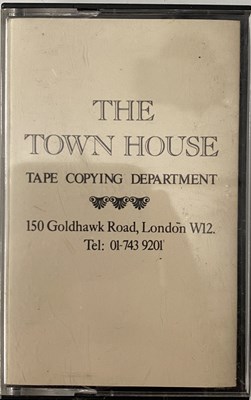 THE
TOWN HOUSE
TAPE COPYING DEPARTMENT
150 Goldhawk Road, London W12.
Tel: 01-743 9201